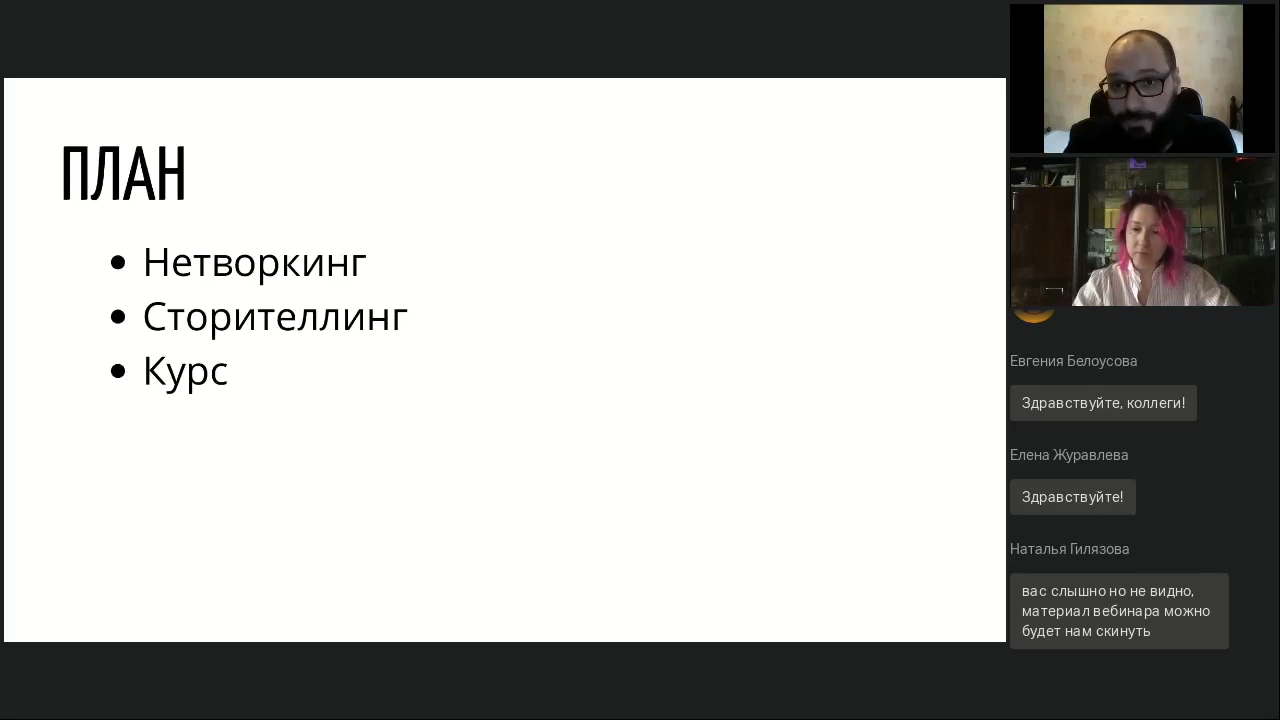 ПЛАН
Нетворкинг
Сторителлинг
Курс
Евгения Белоусова
Здравствуйте, коллеги!
Елена Журавлева
Здравствуйте!
Наталья Гилязова
вас слышно но не видно,
материал вебинара можно
будет нам скинуть